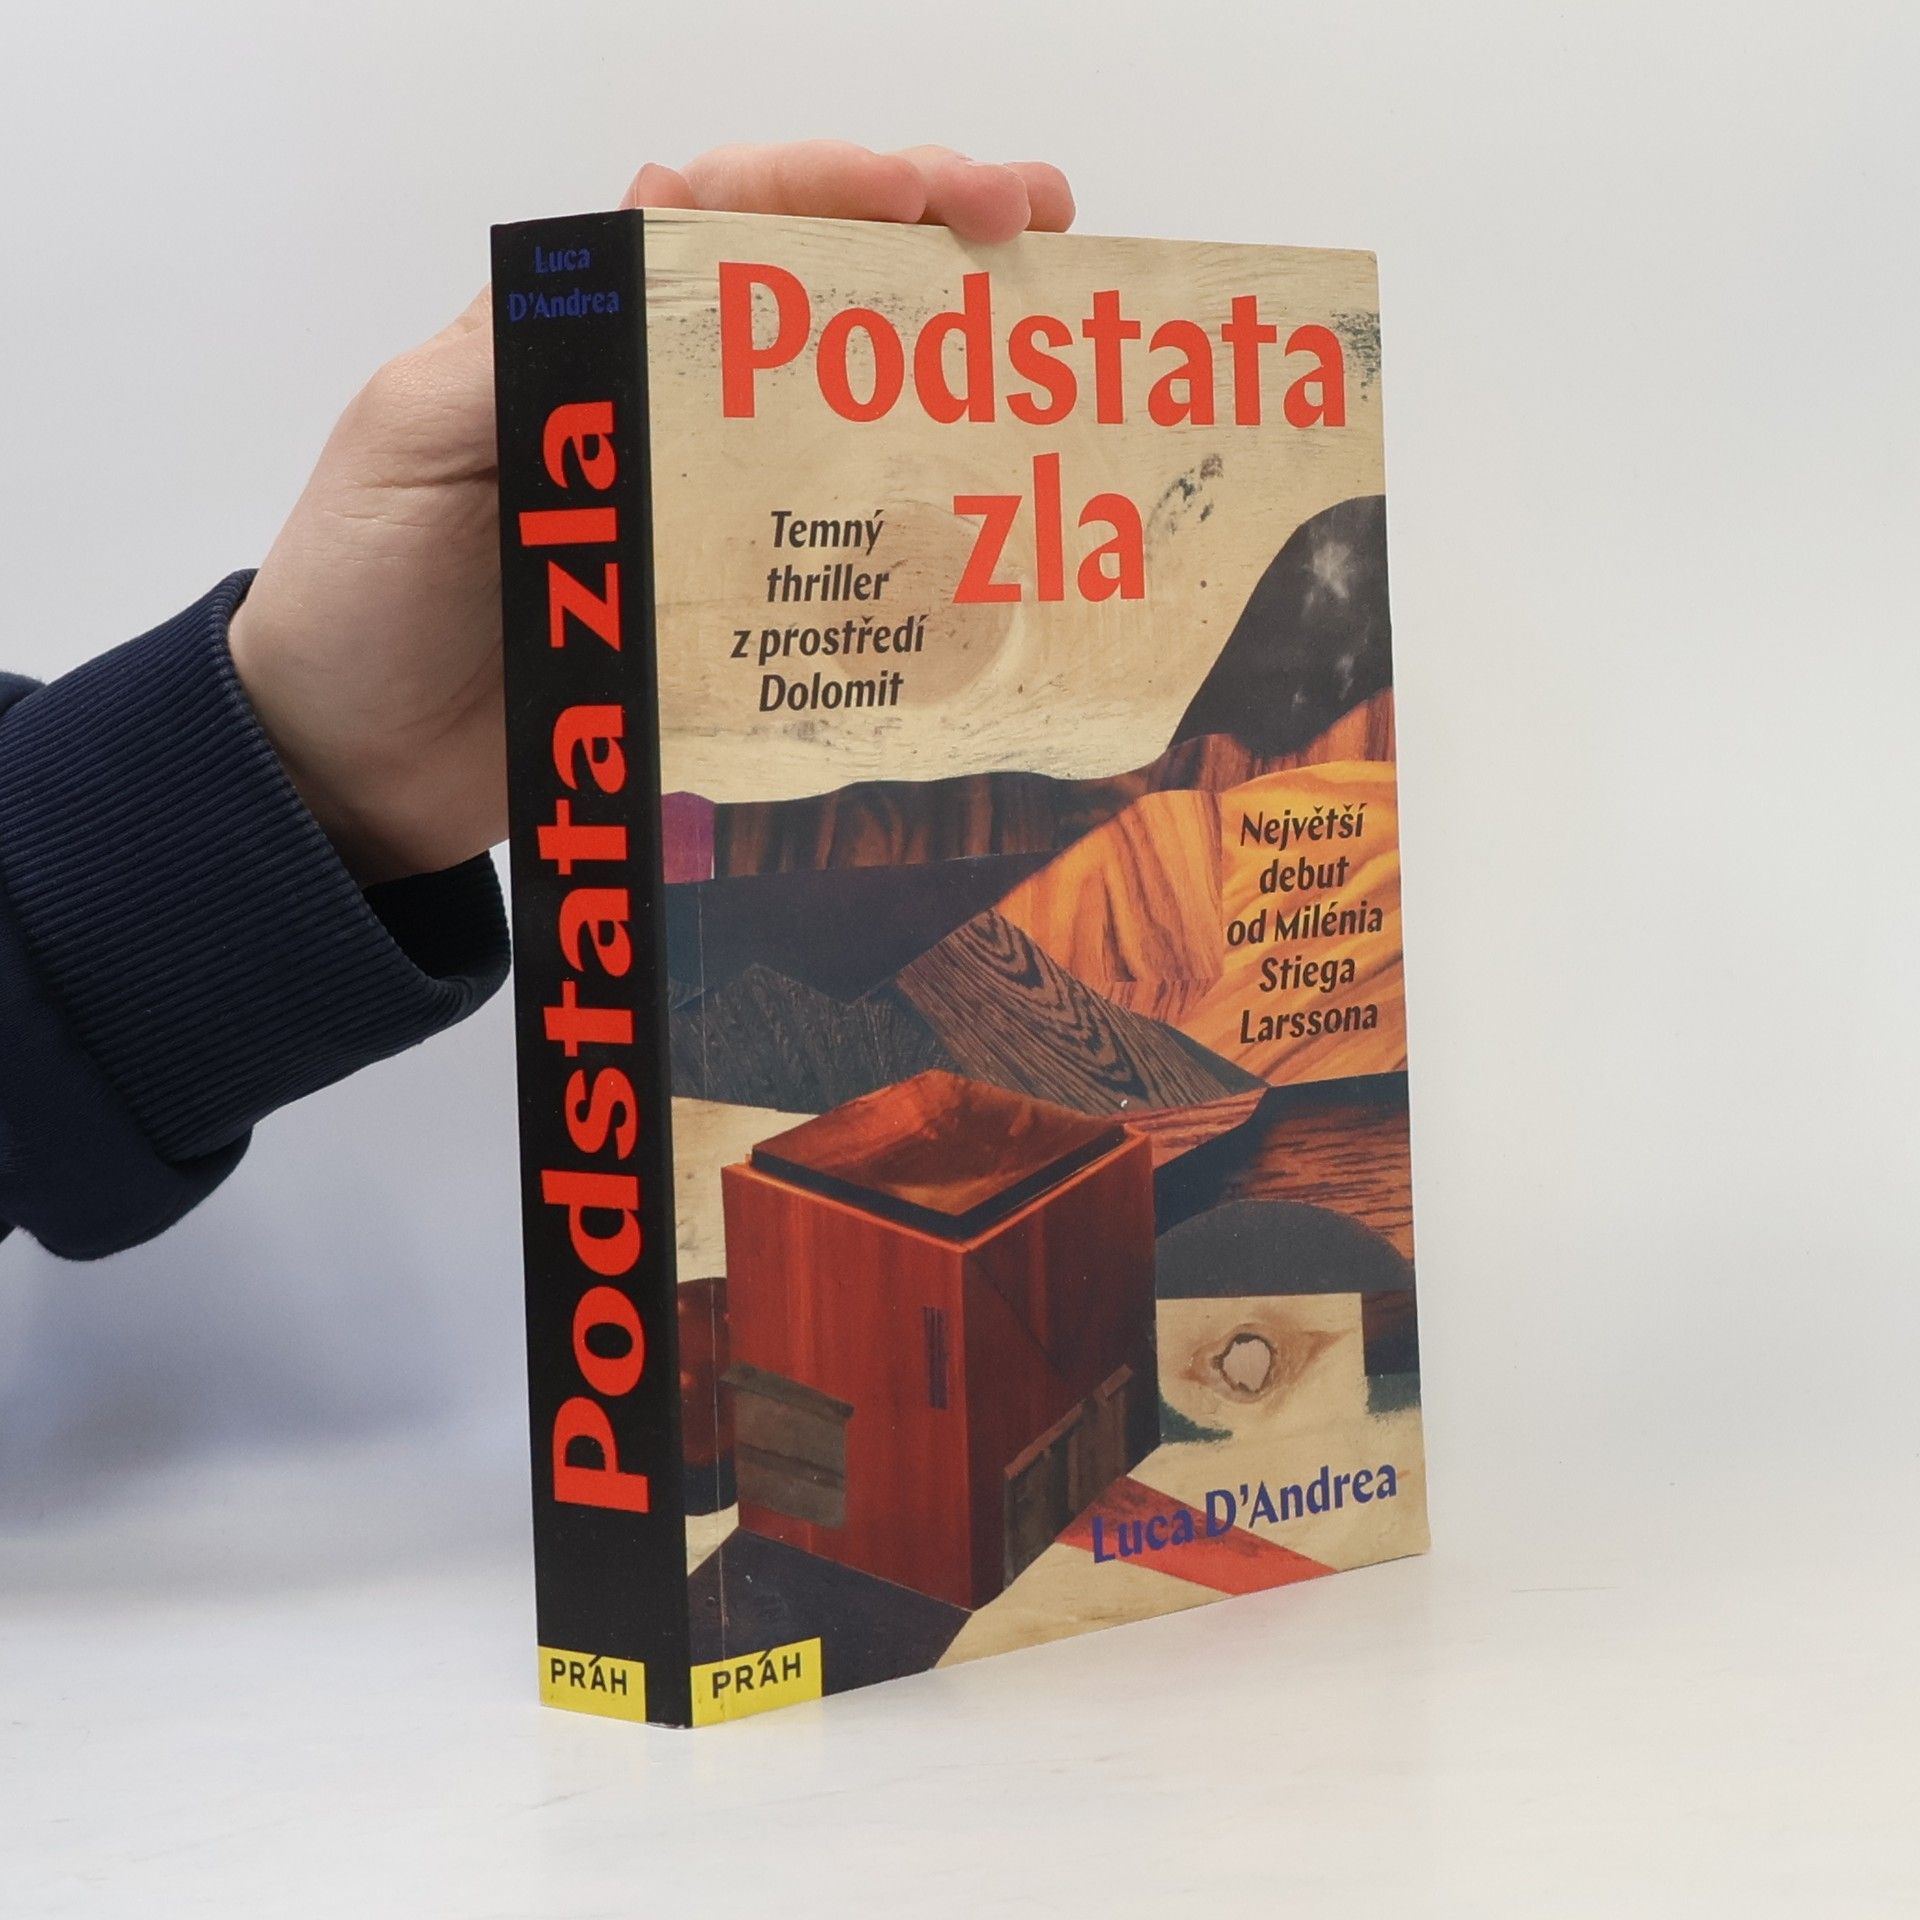 Luca
D'Andrea
Podstata zla
PRÁH
Podstata
zla
Temný
thriller
z prostředí
Dolomit
Největší
debut
od Milénia
Stiega
Larssona
Luca D'Andrea
PRÁH